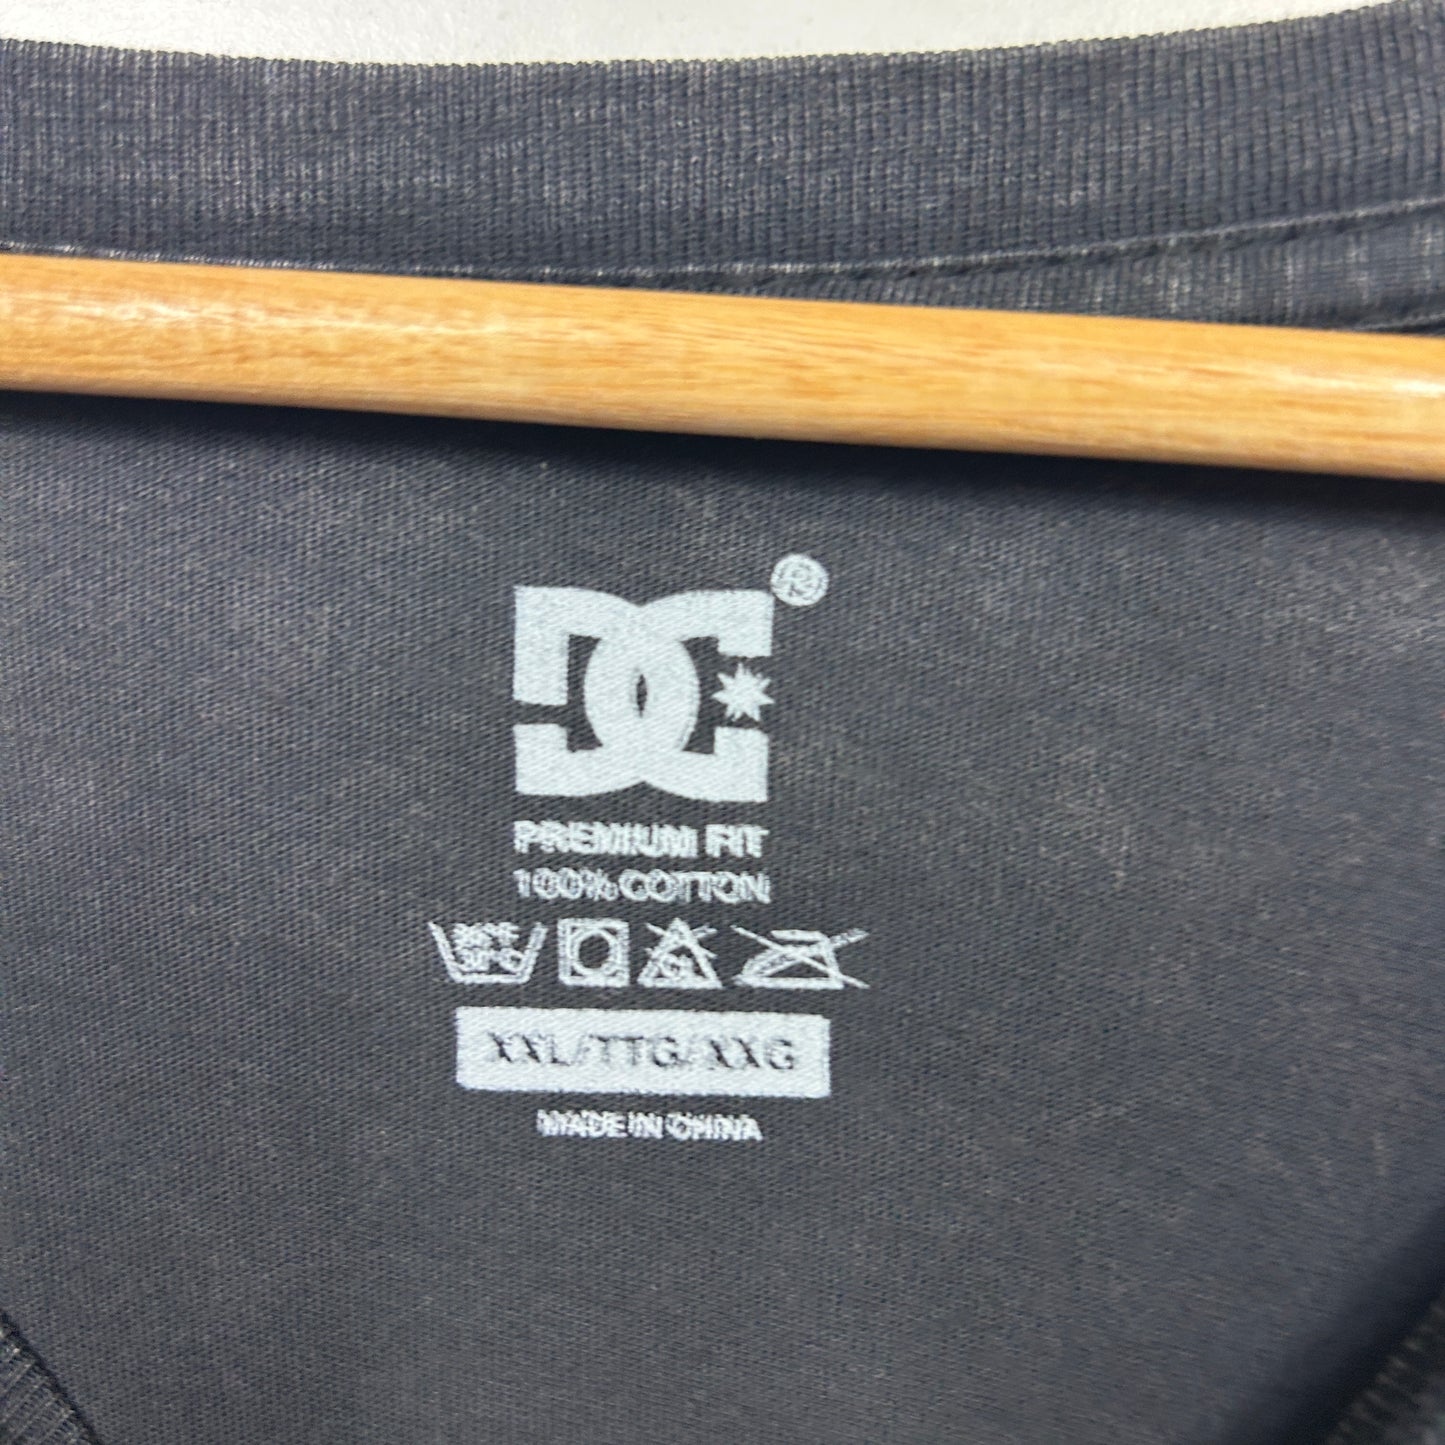 DC®
PREMIUM FIT
100% COTTON
XXL/TTG/XXG
MADE IN CHINA